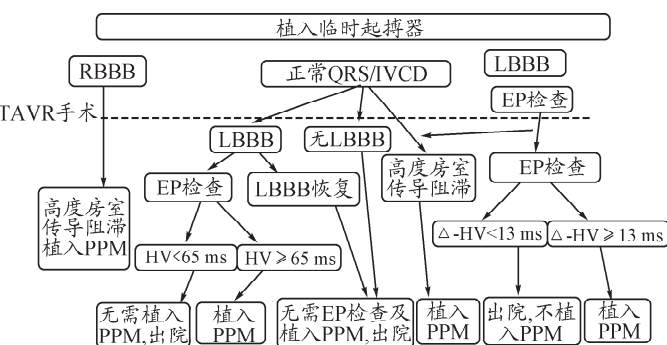 植入临时起搏器
RBBB
正常QRS/IVCD
LBBB
EP检查
TAVR手术
LBBB
无LBBB
高度房室
传导阻滞
EP检查
EP检查
LBBB恢复
高度房室
传导阻滞
植入PPM
HV<65 ms
HV⩾65 ms
△-HV<13 ms
△-HV⩾13 ms
无需植入
PPM,出院
植入
PPM
无需EP检查及
植入PPM,出院
植入
PPM
出院,不植
入PPM
植入
PPM